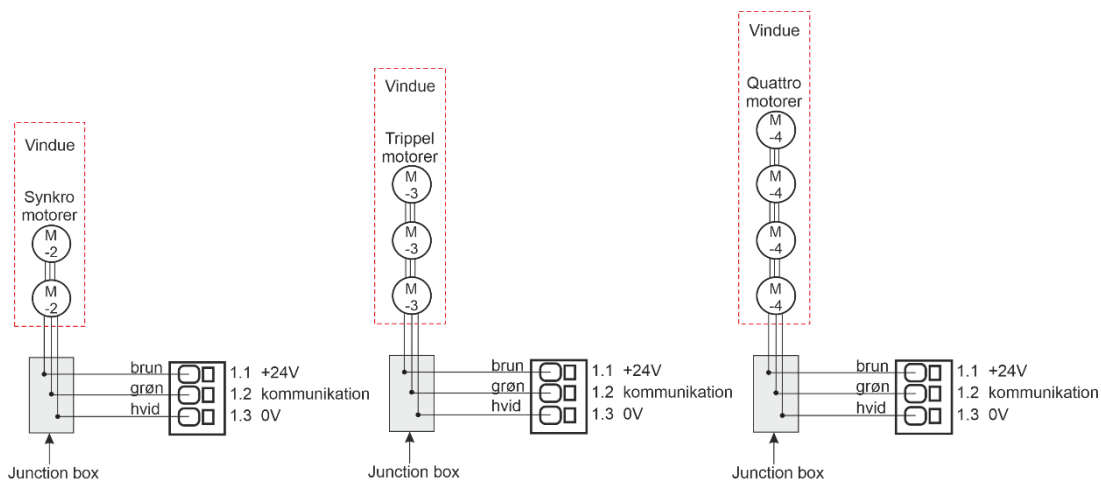 Vindue
Synkro
motorer
M
-2
M
-2
brun
1.1 +24V
grøn
1.2 kommunikation
hvid
1.3 0V
Junction box
Vindue
Trippel
motorer
M
-3
M
-3
M
-3
brun
1.1 +24V
grøn
1.2 kommunikation
hvid
1.3 0V
Junction box
Vindue
Quattro
motorer
M
-4
M
-4
M
-4
M
-4
brun
1.1 +24V
grøn
1.2 kommunikation
hvid
1.3 0V
Junction box